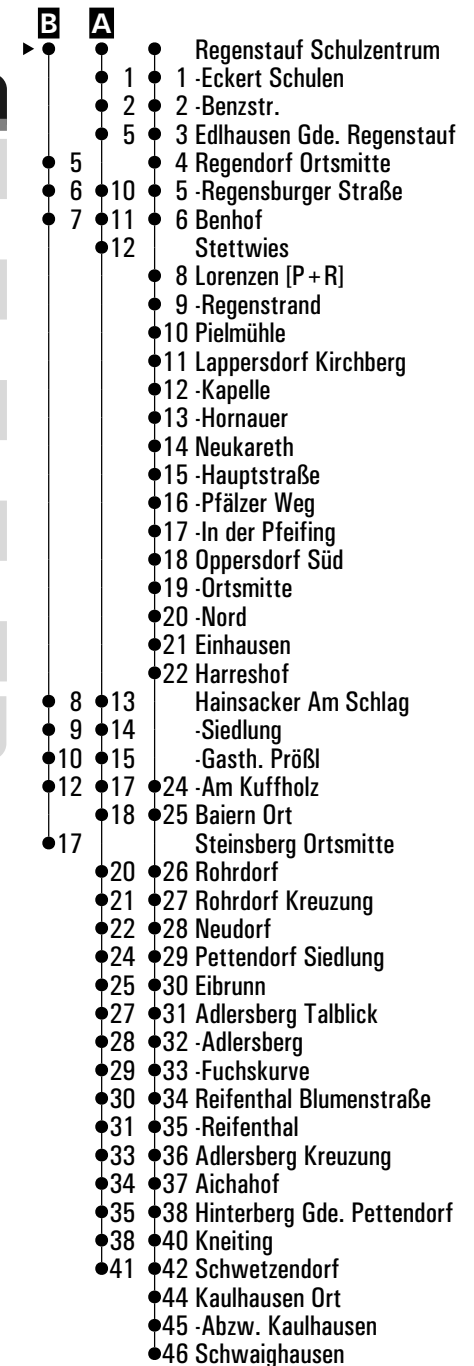 B A
Regenstauf Schulzentrum
1 1 -Eckert Schulen
2 2 -Benzstr.
5 3 Edlhausen Gde. Regenstauf
5 4 Regendorf Ortsmitte
6 10 5 -Regensburger Straße
7 11 6 Benhof
12 Stettwies
8 Lorenzen [P+R]
9 -Regenstrand
10 Pielmühle
11 Lappersdorf Kirchberg
12 -Kapelle
13 -Hornauer
14 Neukareth
15 -Hauptstraße
16 -Pfälzer Weg
17 -In der Pfeifing
18 Oppersdorf Süd
19 -Ortsmitte
20 -Nord
21 Einhausen
22 Harreshof
8 13 Hainsacker Am Schlag
9 14 -Siedlung
10 15 -Gasth. Prößl
12 17 24 -Am Kuffholz
18 25 Baiern Ort
17 Steinsberg Ortsmitte
20 26 Rohrdorf
21 27 Rohrdorf Kreuzung
22 28 Neudorf
24 29 Pettendorf Siedlung
25 30 Eibrunn
27 31 Adlersberg Talblick
28 32 -Adlersberg
29 33 -Fuchskurve
30 34 Reifenthal Blumenstraße
31 35 -Reifenthal
33 36 Adlersberg Kreuzung
34 37 Aichahof
35 38 Hinterberg Gde. Pettendorf
38 40 Kneiting
41 42 Schwetzendorf
44 Kaulhausen Ort
45 -Abzw. Kaulhausen
46 Schwaighausen